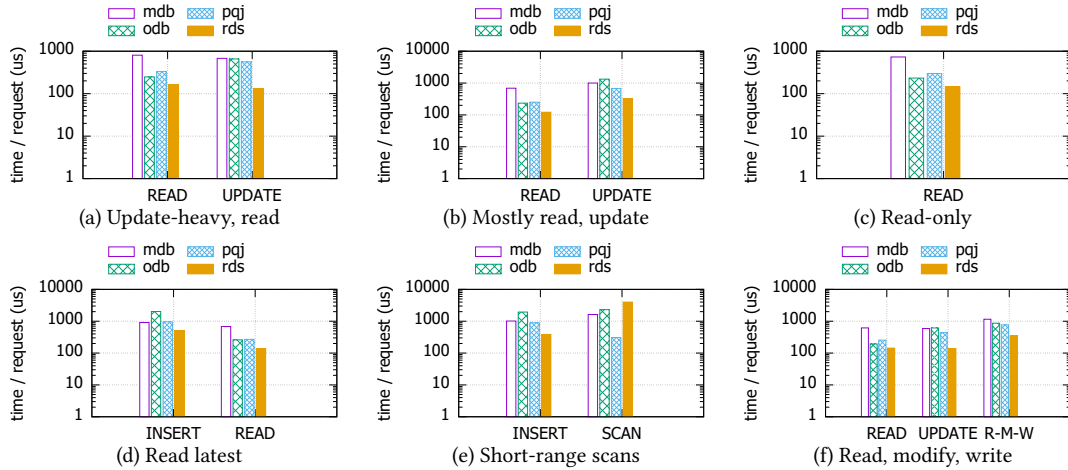 mdb pqj
odb rds
time / request (us)
1000
100
10
1
READ UPDATE
(a) Update-heavy, read
mdb pqj
odb rds
time / request (us)
10000
1000
100
10
1
READ UPDATE
(b) Mostly read, update
mdb pqj
odb rds
time / request (us)
1000
100
10
1
READ
(c) Read-only
mdb pqj
odb rds
time / request (us)
10000
1000
100
10
1
INSERT READ
(d) Read latest
mdb pqj
odb rds
time / request (us)
10000
1000
100
10
1
INSERT SCAN
(e) Short-range scans
mdb pqj
odb rds
time / request (us)
10000
1000
100
10
1
READ UPDATE R-M-W
(f) Read, modify, write